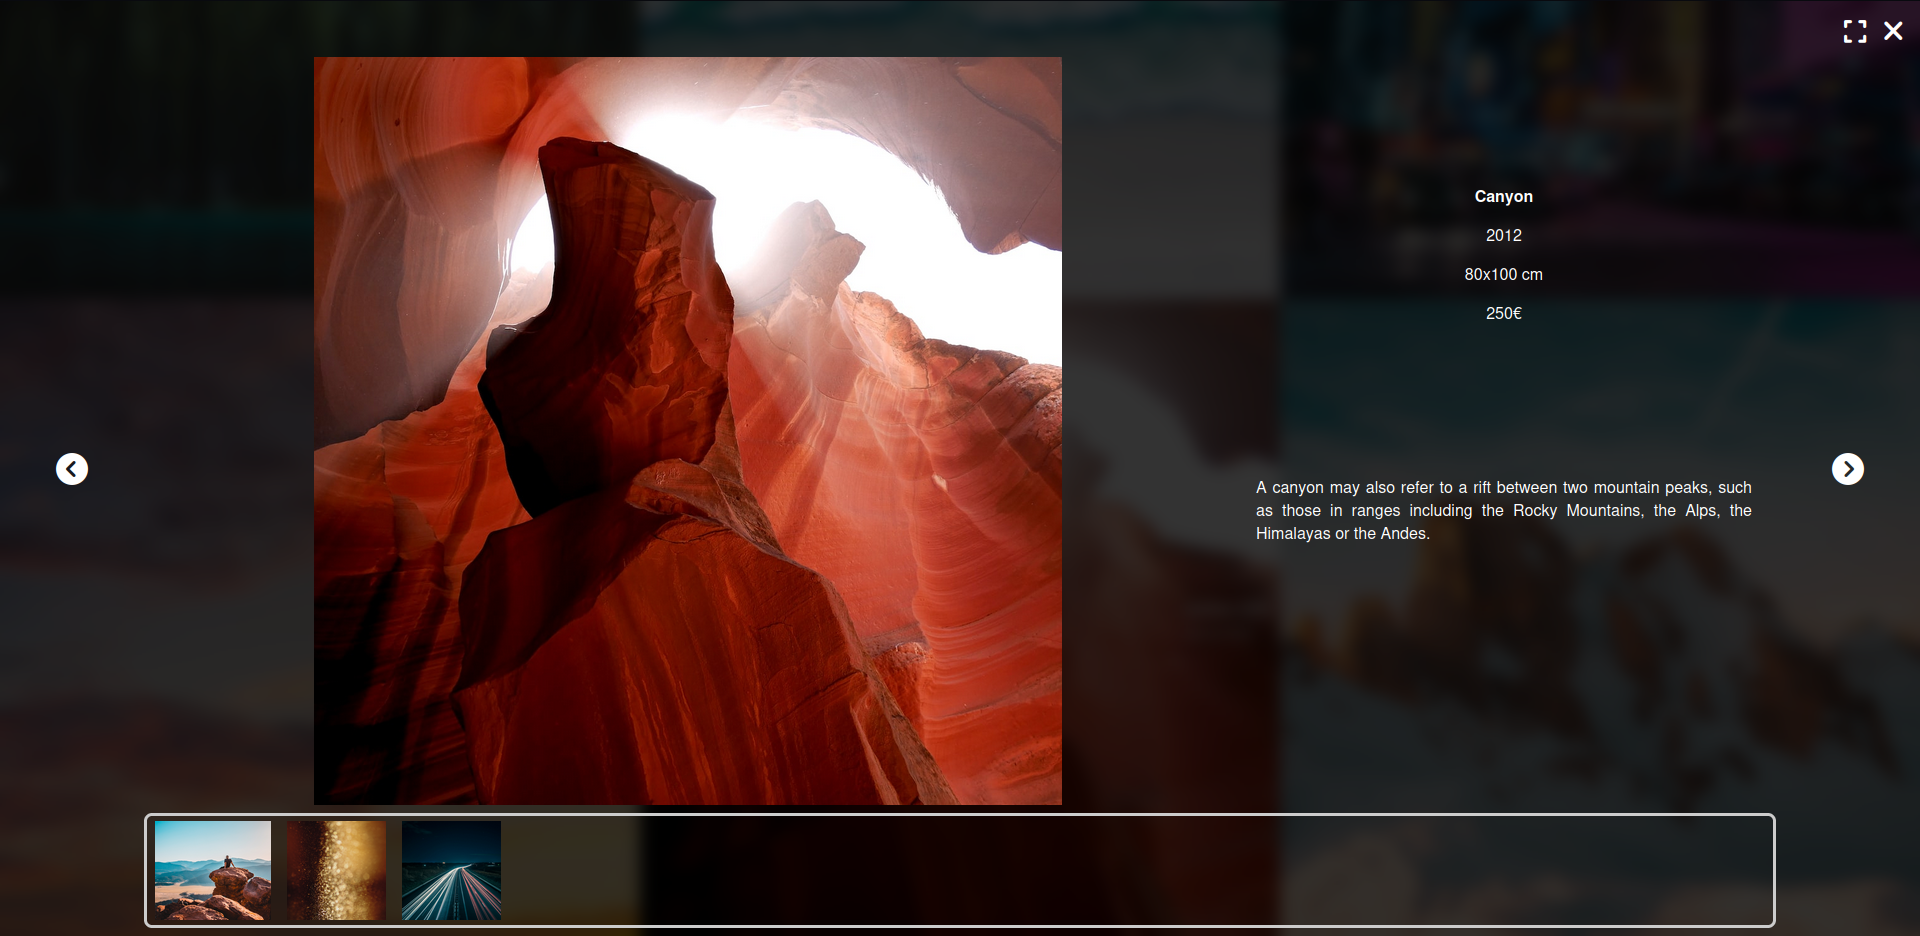 Canyon
2012
80x100 cm
250€
A canyon may also refer to a rift between two mountain peaks, such
as those in ranges including the Rocky Mountains, the Alps, the
Himalayas or the Andes.